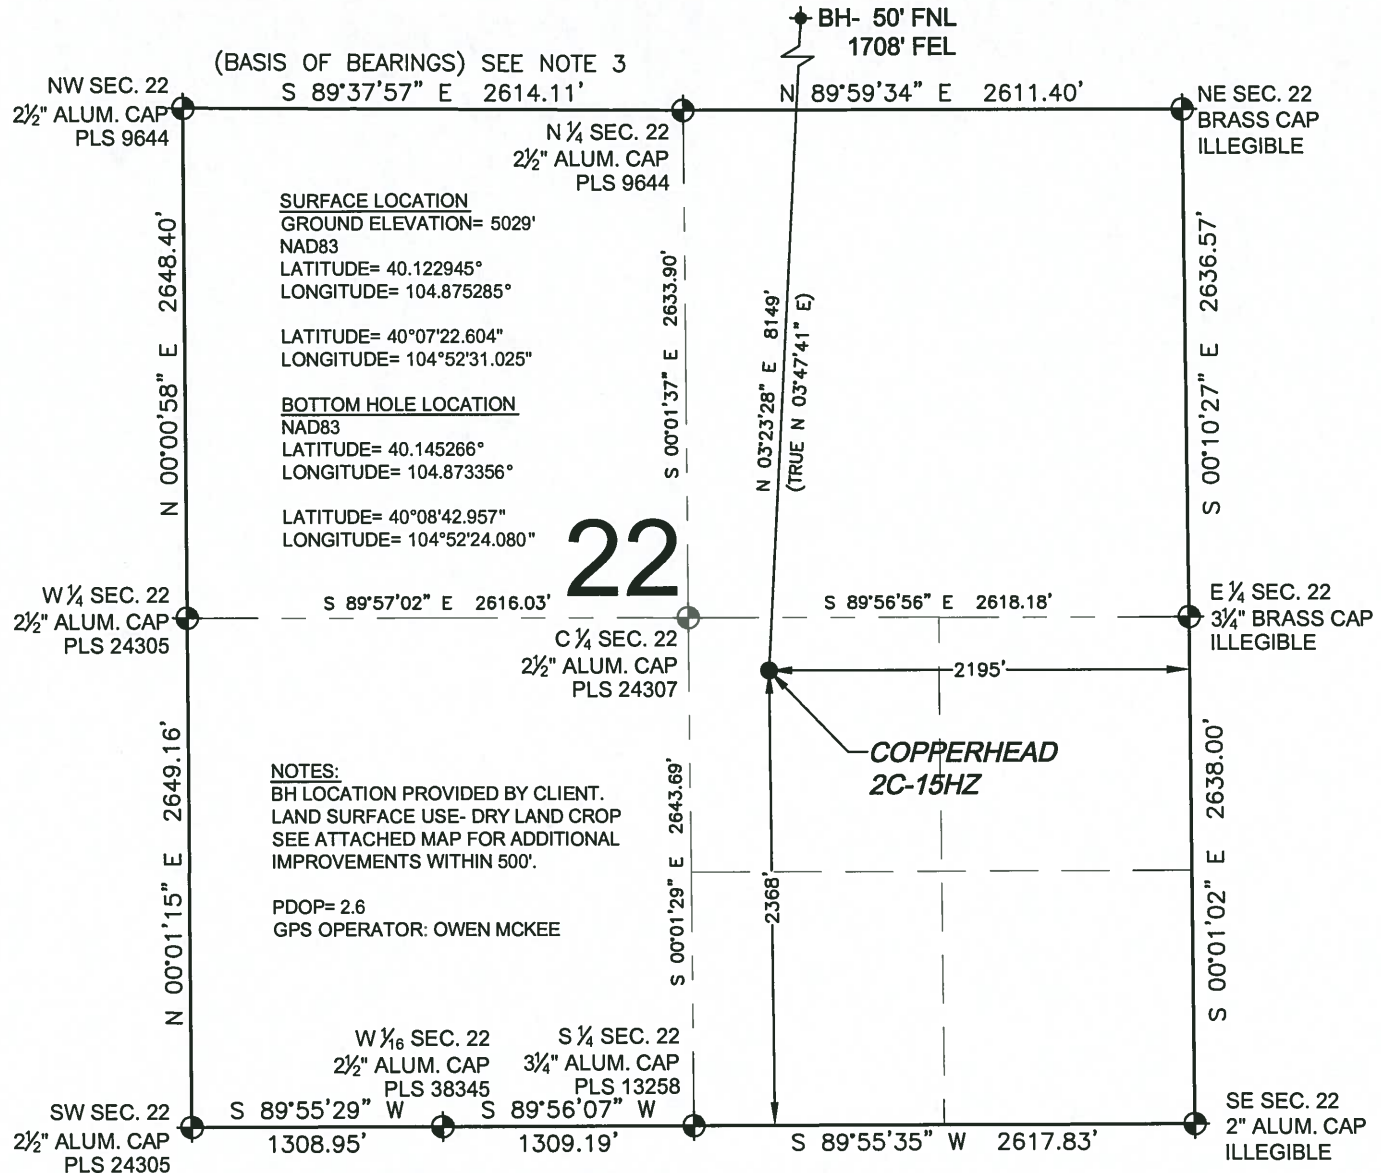 BH- 50' FNL
1708' FEL
(BASIS OF BEARINGS) SEE NOTE 3
S 89°37'57" E 2614.11'
N 89°59'34" E 2611.40'
NW SEC. 22
2½" ALUM. CAP
PLS 9644
N ¼ SEC. 22
2½" ALUM. CAP
PLS 9644
NE SEC. 22
BRASS CAP
ILLEGIBLE
SURFACE LOCATION
GROUND ELEVATION= 5029'
NAD83
LATITUDE= 40.122945°
LONGITUDE= 104.875285°
LATITUDE= 40°07'22.604"
LONGITUDE= 104°52'31.025"
BOTTOM HOLE LOCATION
NAD83
LATITUDE= 40.145266°
LONGITUDE= 104.873356°
LATITUDE= 40°08'42.957"
LONGITUDE= 104°52'24.080"
N 00°00'58" E 2648.40'
S 00°01'37" E 2633.90'
N 03°23'28" E 8149'
(TRUE N 03°47'41" E)
S 00°10'27" E 2636.57'
22
W ¼ SEC. 22
2½" ALUM. CAP
PLS 24305
S 89°57'02" E 2616.03'
S 89°56'56" E 2618.18'
E ¼ SEC. 22
3¼" BRASS CAP
ILLEGIBLE
C ¼ SEC. 22
2½" ALUM. CAP
PLS 24307
2195'
COPPERHEAD
2C-15HZ
NOTES:
BH LOCATION PROVIDED BY CLIENT.
LAND SURFACE USE- DRY LAND CROP
SEE ATTACHED MAP FOR ADDITIONAL
IMPROVEMENTS WITHIN 500'.
PDOP= 2.6
GPS OPERATOR: OWEN MCKEE
N 00°01'15" E 2649.16'
S 00°01'29" E 2643.69'
2368'
S 00°01'02" E 2638.00'
W 1⁄16 SEC. 22
2½" ALUM. CAP
PLS 38345
S ¼ SEC. 22
3¼" ALUM. CAP
PLS 13258
SW SEC. 22
2½" ALUM. CAP
PLS 24305
S 89°55'29" W
1308.95'
S 89°56'07" W
1309.19'
S 89°55'35" W 2617.83'
SE SEC. 22
2" ALUM. CAP
ILLEGIBLE